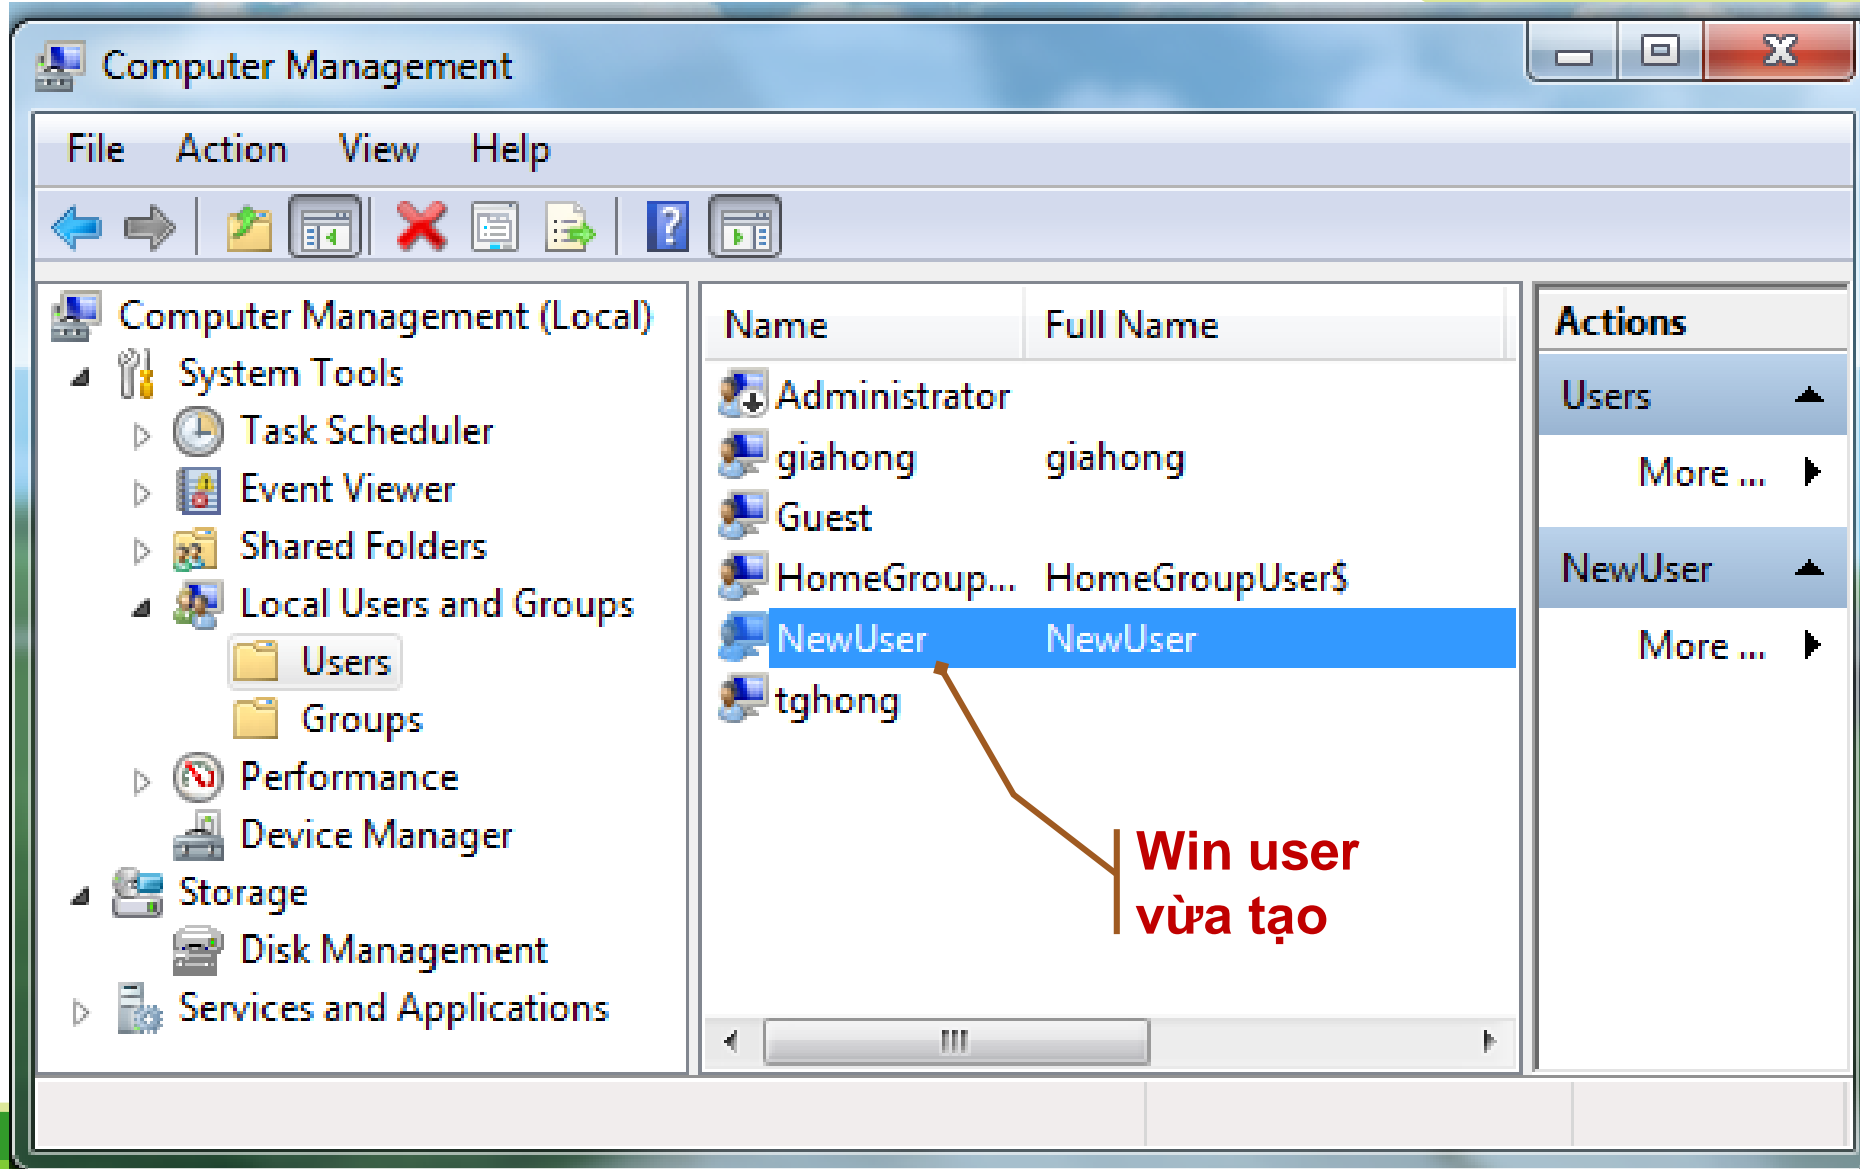 Computer Management
File Action View Help
Computer Management (Local)
System Tools
Task Scheduler
Event Viewer
Shared Folders
Local Users and Groups
Users
Groups
Performance
Device Manager
Storage
Disk Management
Services and Applications
Name Full Name
Administrator
giahong giahong
Guest
HomeGroup... HomeGroupUser$
NewUser NewUser
tghong
Win user
vừa tạo
Actions
Users
More ...
NewUser
More ...